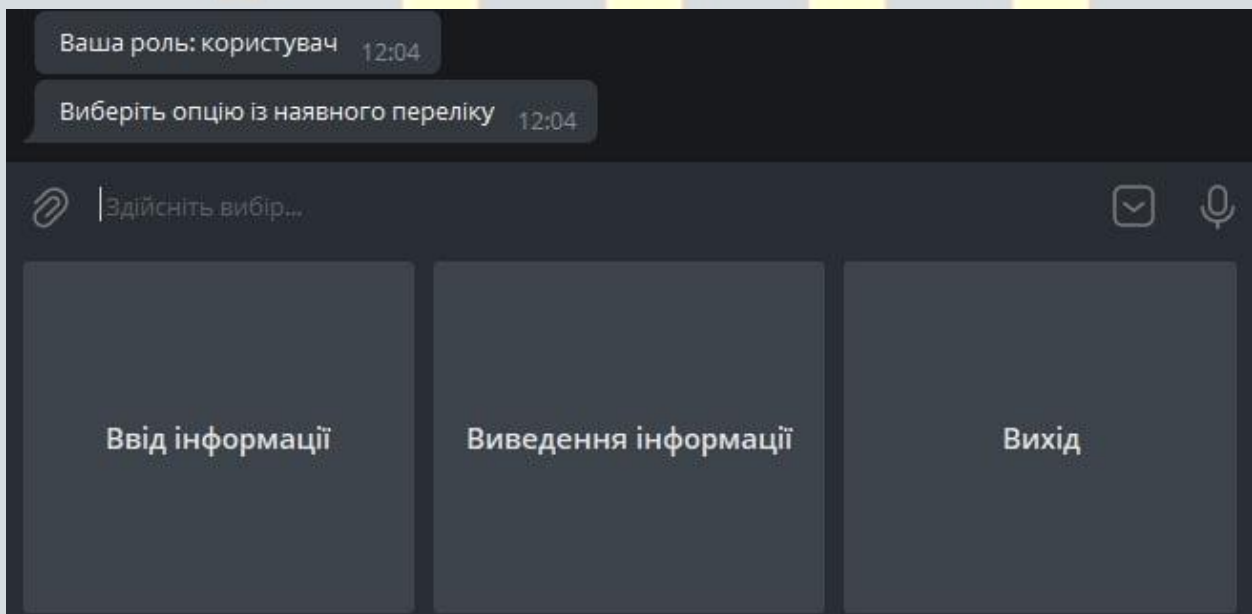 Ваша роль: користувач 12:04
Виберіть опцію із наявного переліку 12:04
Здійсніть вибір...
Ввід інформації
Виведення інформації
Вихід